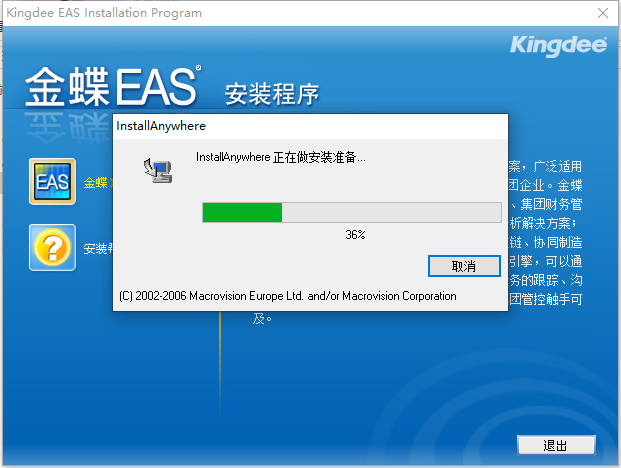 Kingdee EAS Installation Program
Kingdee
金蝶EAS
安装程序
InstallAnywhere
InstallAnywhere 正在做安装准备...
36%
取消
(C) 2002-2006 Macrovision Europe Ltd. and/or Macrovision Corporation
EAS
金蝶
安装
案，广泛适用
团企业。金蝶
、集团财务管
析解决方案；
链、协同制造
引擎，可以通
务的跟踪、沟
团管控触手可
及。
退出